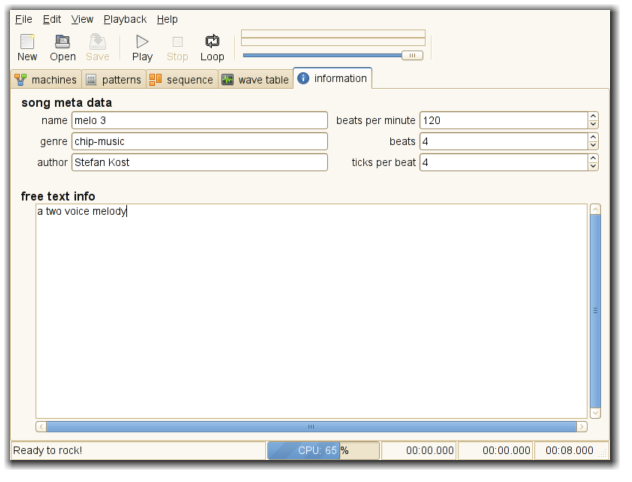 File Edit View Playback Help
New Open Save Play Stop Loop
machines patterns sequence wave table information
song meta data
name melo 3 beats per minute 120
genre chip-music beats 4
author Stefan Kost ticks per beat 4
free text info
a two voice melody
Ready to rock! CPU: 65 % 00:00.000 00:00.000 00:08.000